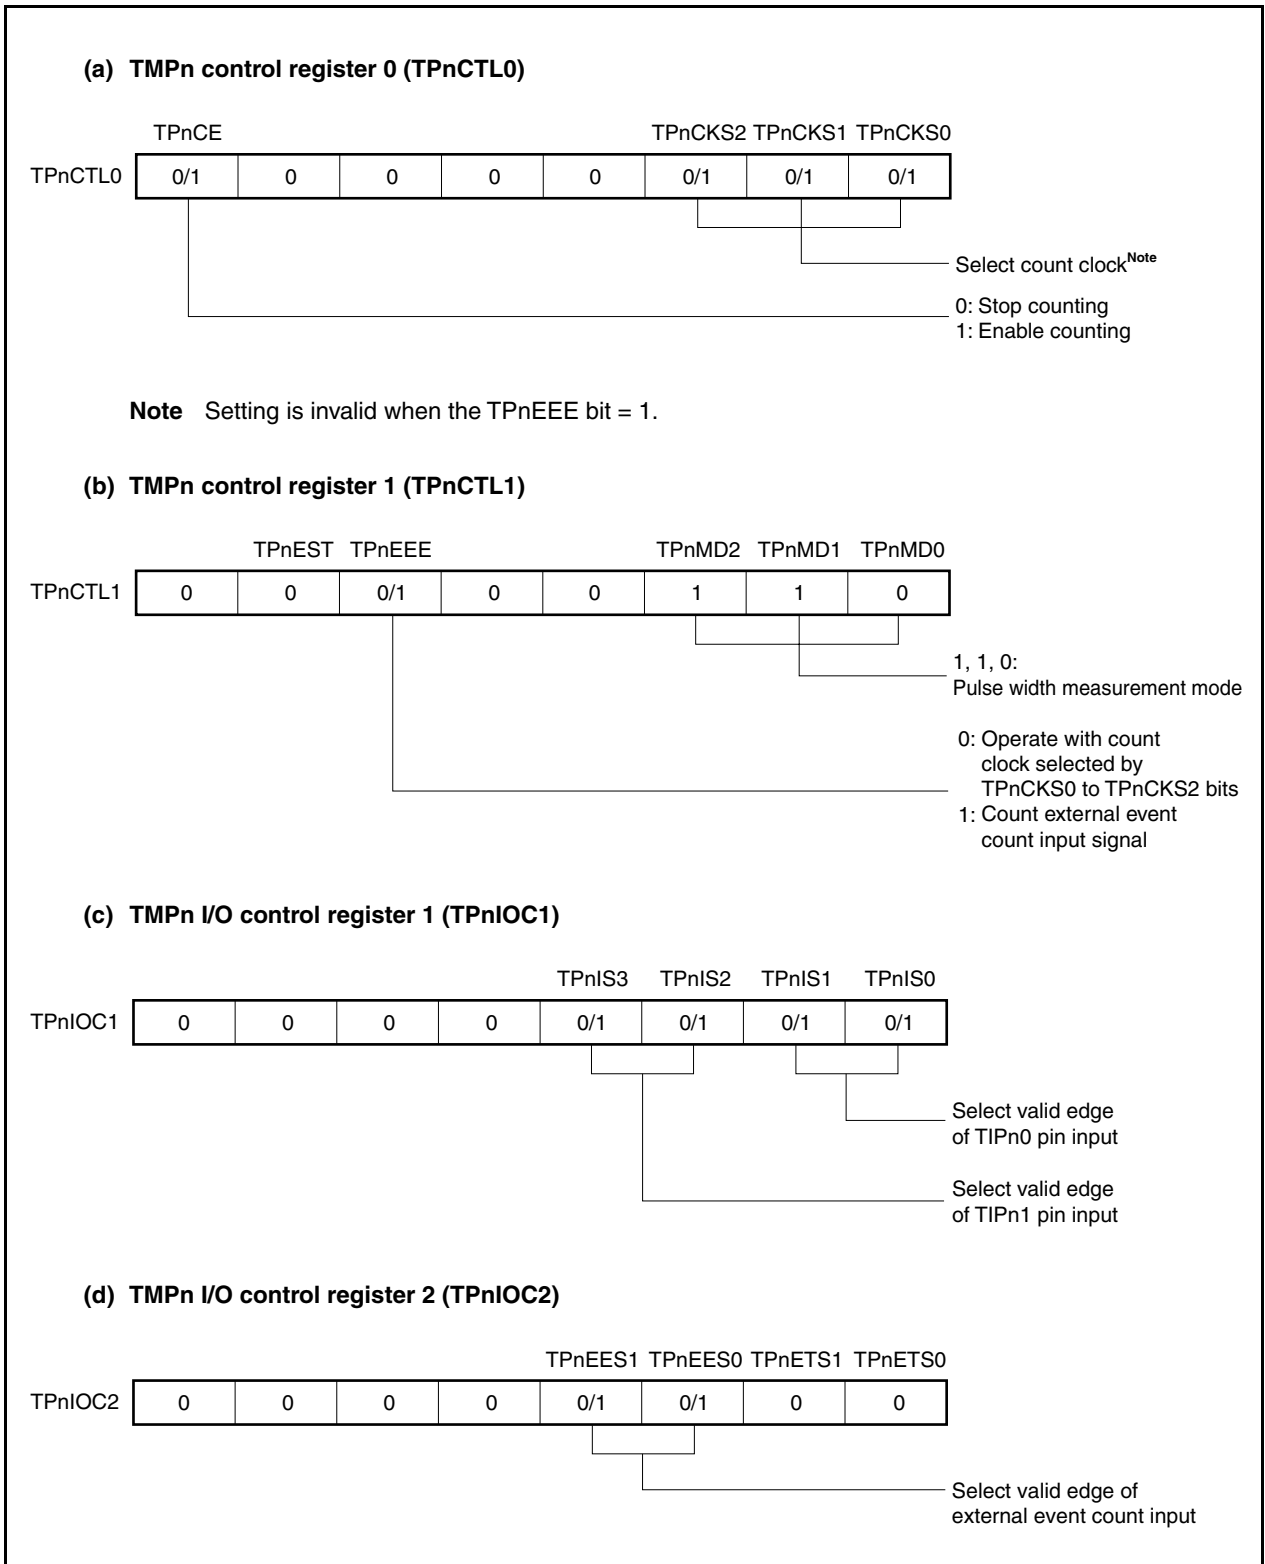 (a) TMPn control register 0 (TPnCTL0)
TPnCE TPnCKS2 TPnCKS1 TPnCKS0
TPnCTL0 0/1 0 0 0 0 0/1 0/1 0/1
Select count clockNote
0: Stop counting
1: Enable counting
Note Setting is invalid when the TPnEEE bit = 1.
(b) TMPn control register 1 (TPnCTL1)
TPnEST TPnEEE TPnMD2 TPnMD1 TPnMD0
TPnCTL1 0 0 0/1 0 0 1 1 0
1, 1, 0:
Pulse width measurement mode
0: Operate with count
clock selected by
TPnCKS0 to TPnCKS2 bits
1: Count external event
count input signal
(c) TMPn I/O control register 1 (TPnIOC1)
TPnIS3 TPnIS2 TPnIS1 TPnIS0
TPnIOC1 0 0 0 0 0/1 0/1 0/1 0/1
Select valid edge
of TIPn0 pin input
Select valid edge
of TIPn1 pin input
(d) TMPn I/O control register 2 (TPnIOC2)
TPnEES1 TPnEES0 TPnETS1 TPnETS0
TPnIOC2 0 0 0 0 0/1 0/1 0 0
Select valid edge of
external event count input